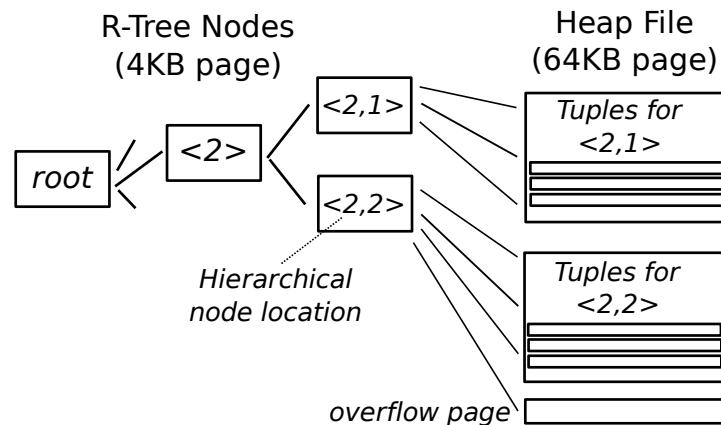 R-Tree Nodes
(4KB page)
Heap File
(64KB page)
root
<2>
<2,1>
<2,2>
Hierarchical
node location
Tuples for
<2,1>
Tuples for
<2,2>
overflow page